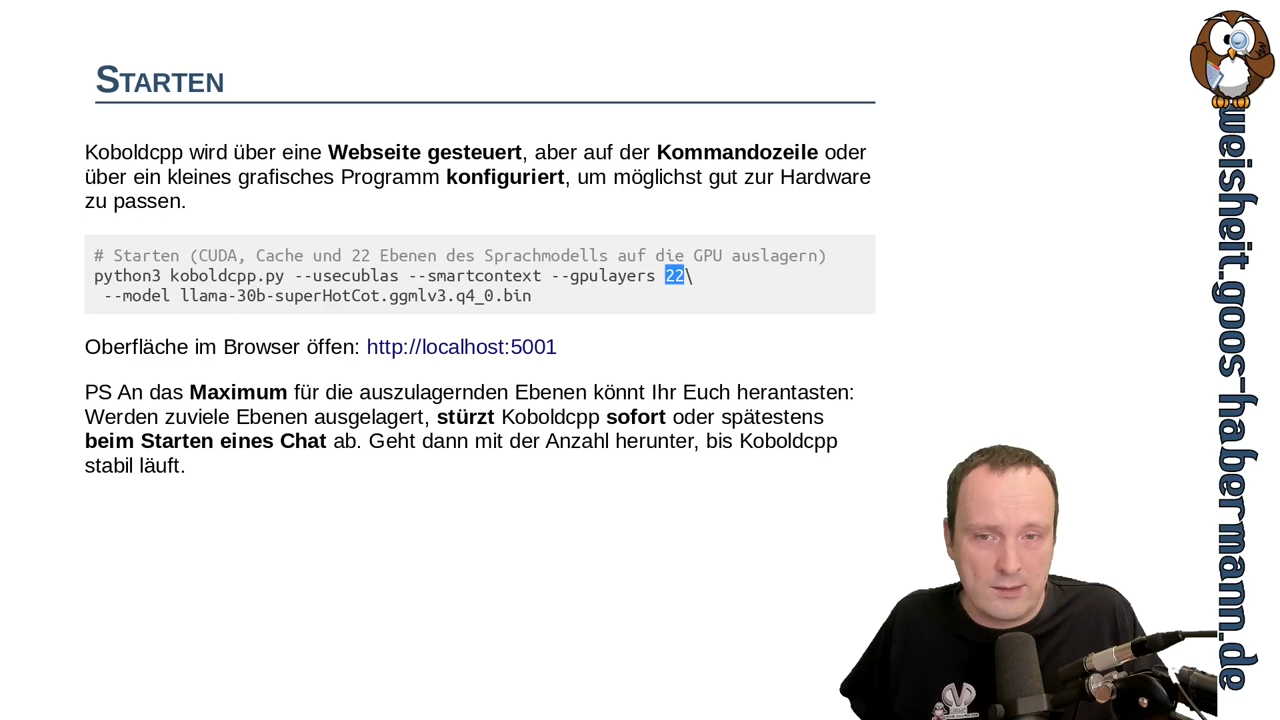 STARTEN
Koboldcpp wird über eine Webseite gesteuert, aber auf der Kommandozeile oder
über ein kleines grafisches Programm konfiguriert, um möglichst gut zur Hardware
zu passen.
# Starten (CUDA, Cache und 22 Ebenen des Sprachmodells auf die GPU auslagern)
python3 koboldcpp.py --usecublas --smartcontext --gpulayers 22\
--model llama-30b-superHotCot.ggmlv3.q4_0.bin
Oberfläche im Browser öffen: http://localhost:5001
PS An das Maximum für die auszulagernden Ebenen könnt Ihr Euch herantasten:
Werden zuviele Ebenen ausgelagert, stürzt Koboldcpp sofort oder spätestens
beim Starten eines Chat ab. Geht dann mit der Anzahl herunter, bis Koboldcpp
stabil läuft.
weisheit.goos-habermann.de